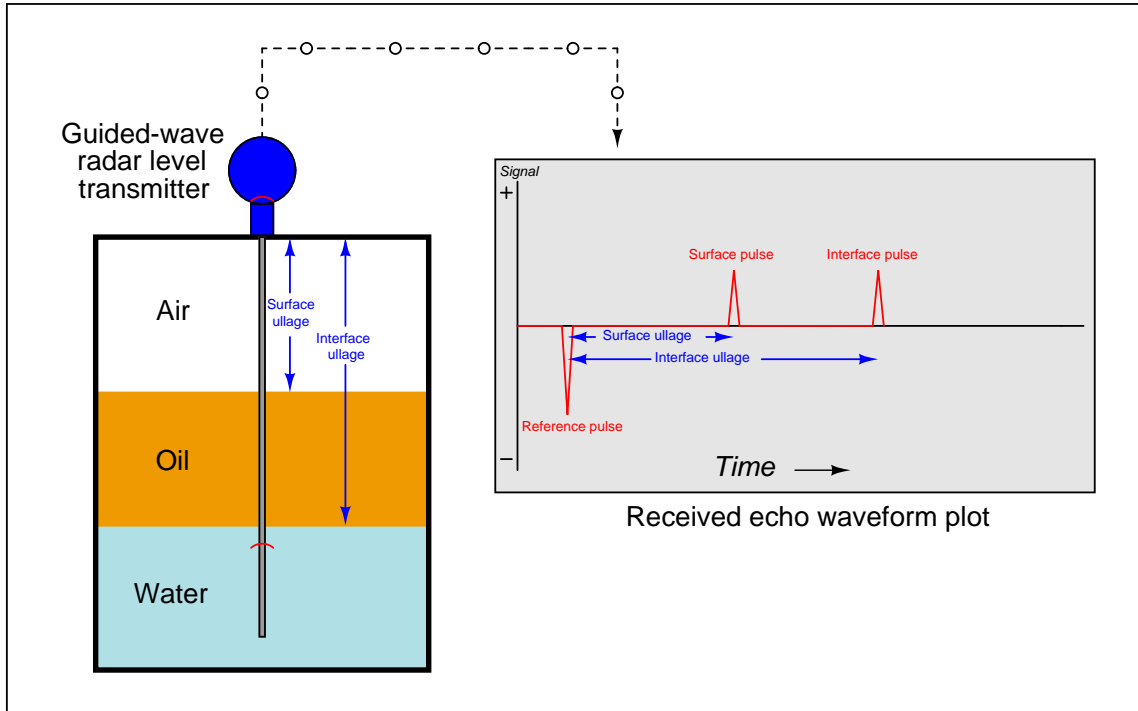 Guided-wave
radar level
transmitter
Air
Surface
ullage
Interface
ullage
Oil
Water
Signal
+
Surface pulse
Interface pulse
Surface ullage
Interface ullage
Reference pulse
−
Time
Received echo waveform plot